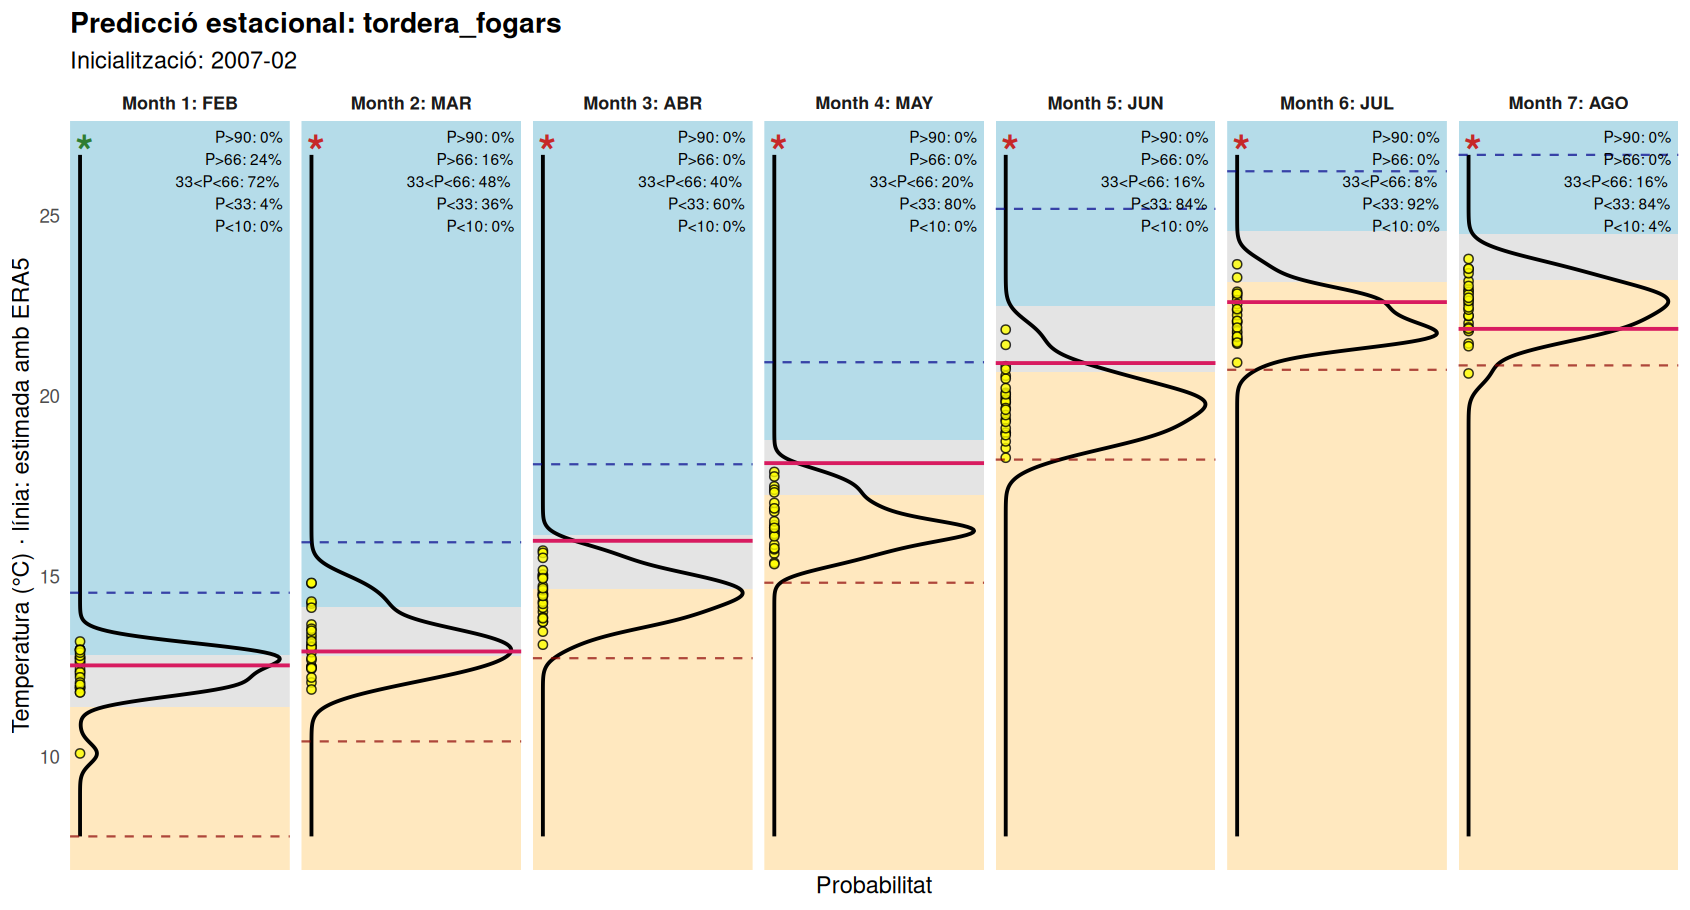 Predicció estacional: tordera_fogars
Inicialització: 2007-02
Month 1: FEB
Month 2: MAR
Month 3: ABR
Month 4: MAY
Month 5: JUN
Month 6: JUL
Month 7: AGO
*
P>90: 0%
P>66: 24%
33<P<66: 72%
P<33: 4%
P<10: 0%
*
P>90: 0%
P>66: 16%
33<P<66: 48%
P<33: 36%
P<10: 0%
*
P>90: 0%
P>66: 0%
33<P<66: 40%
P<33: 60%
P<10: 0%
*
P>90: 0%
P>66: 0%
33<P<66: 20%
P<33: 80%
P<10: 0%
*
P>90: 0%
P>66: 0%
33<P<66: 16%
P<33: 84%
P<10: 0%
*
P>90: 0%
P>66: 0%
33<P<66: 8%
P<33: 92%
P<10: 0%
*
P>90: 0%
P>66: 0%
33<P<66: 16%
P<33: 84%
P<10: 4%
25
20
15
10
Temperatura (°C) · línia: estimada amb ERA5
Probabilitat